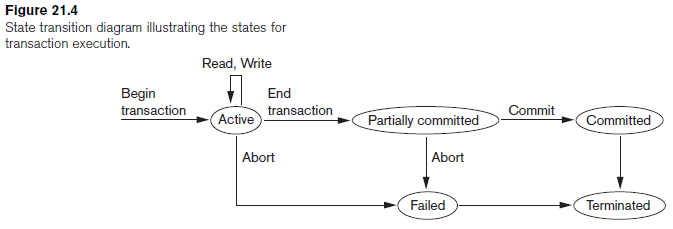 Figure 21.4
State transition diagram illustrating the states for
transaction execution.
Read, Write
Begin
transaction
Active
End
transaction
Partially committed
Commit
Committed
Abort
Abort
Failed
Terminated